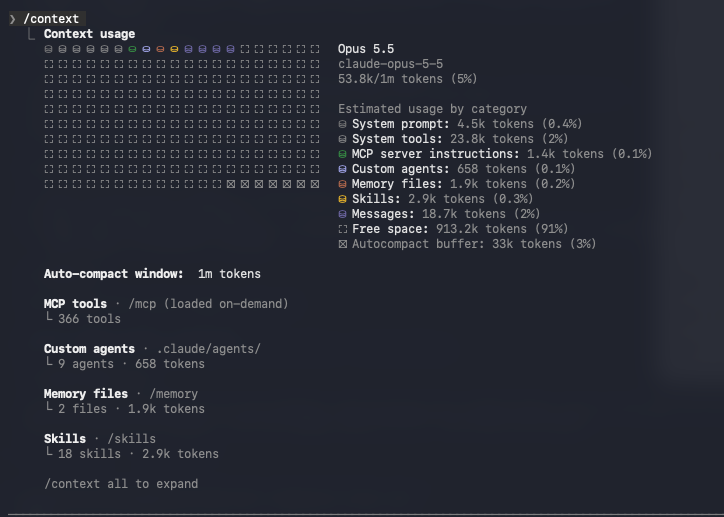 ❯ /context
Context usage
Opus 5.5
claude-opus-5-5
53.8k/1m tokens (5%)
Estimated usage by category
System prompt: 4.5k tokens (0.4%)
System tools: 23.8k tokens (2%)
MCP server instructions: 1.4k tokens (0.1%)
Custom agents: 658 tokens (0.1%)
Memory files: 1.9k tokens (0.2%)
Skills: 2.9k tokens (0.3%)
Messages: 18.7k tokens (2%)
Free space: 913.2k (91%)
Autocompact buffer: 33k tokens (3%)
Auto-compact window: 1m tokens
MCP tools · /mcp (loaded on-demand)
└ 366 tools
Custom agents · .claude/agents/
└ 9 agents · 658 tokens
Memory files · /memory
└ 2 files · 1.9k tokens
Skills · /skills
└ 18 skills · 2.9k tokens
/context all to expand